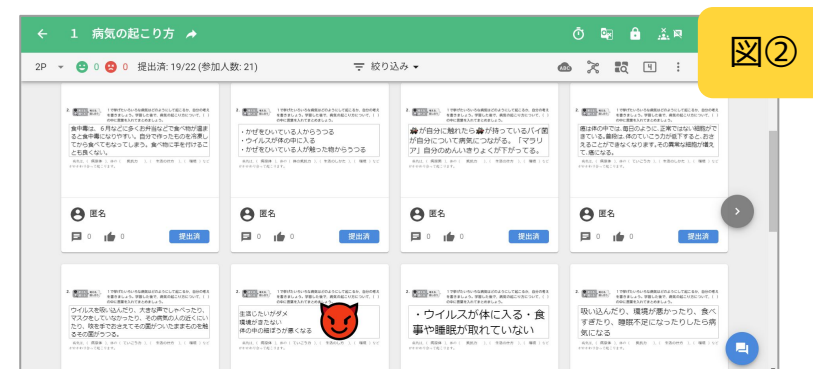 1 病気の起こり方
図②
2P
0
0
提出済: 19/22 (参加人数: 21)
絞り込み
ABC
食中毒は、6月などに多くお弁当などで食べ物が温ま
ると食中毒になりやすい。自分で作ったものを冷凍し
てから食べてもなってしまう。食べ物に手を付けるこ
とも良くない。
匿名
0
0
提出済
・かぜをひいている人からうつる
・ウイルスが体の中に入る
・かぜをひいている人が触った物からうつる
匿名
0
0
提出済
が自分に触れたら が持っているバイ菌
が自分について病気につながる。「マラリ
ア」自分のめんいきりょくが下がってる。
匿名
0
0
提出済
癌は体の中では、毎日のように、正常ではない細胞がで
きている。普段は、体のていこう力が低下すると、おさ
えることができなくなります。その異常な細胞が増え
て、癌になる。
匿名
0
0
提出済
ウイルスを吸い込んだり、大きな声でしゃべったり、
マスクをしていなかったり、その病気の人の近くにい
たり、咳を手でおさえてその菌がついたままものを触
るその菌がうつる。
生活したいがダメ
環境が含たない
体の中の細ぼうが悪くなる
・ウイルスが体に入る・食
事や睡眠が取れていない
吸い込んだり、環境が悪かったり、食べ
すぎたり、睡眠不足になったりしたら病
気になる